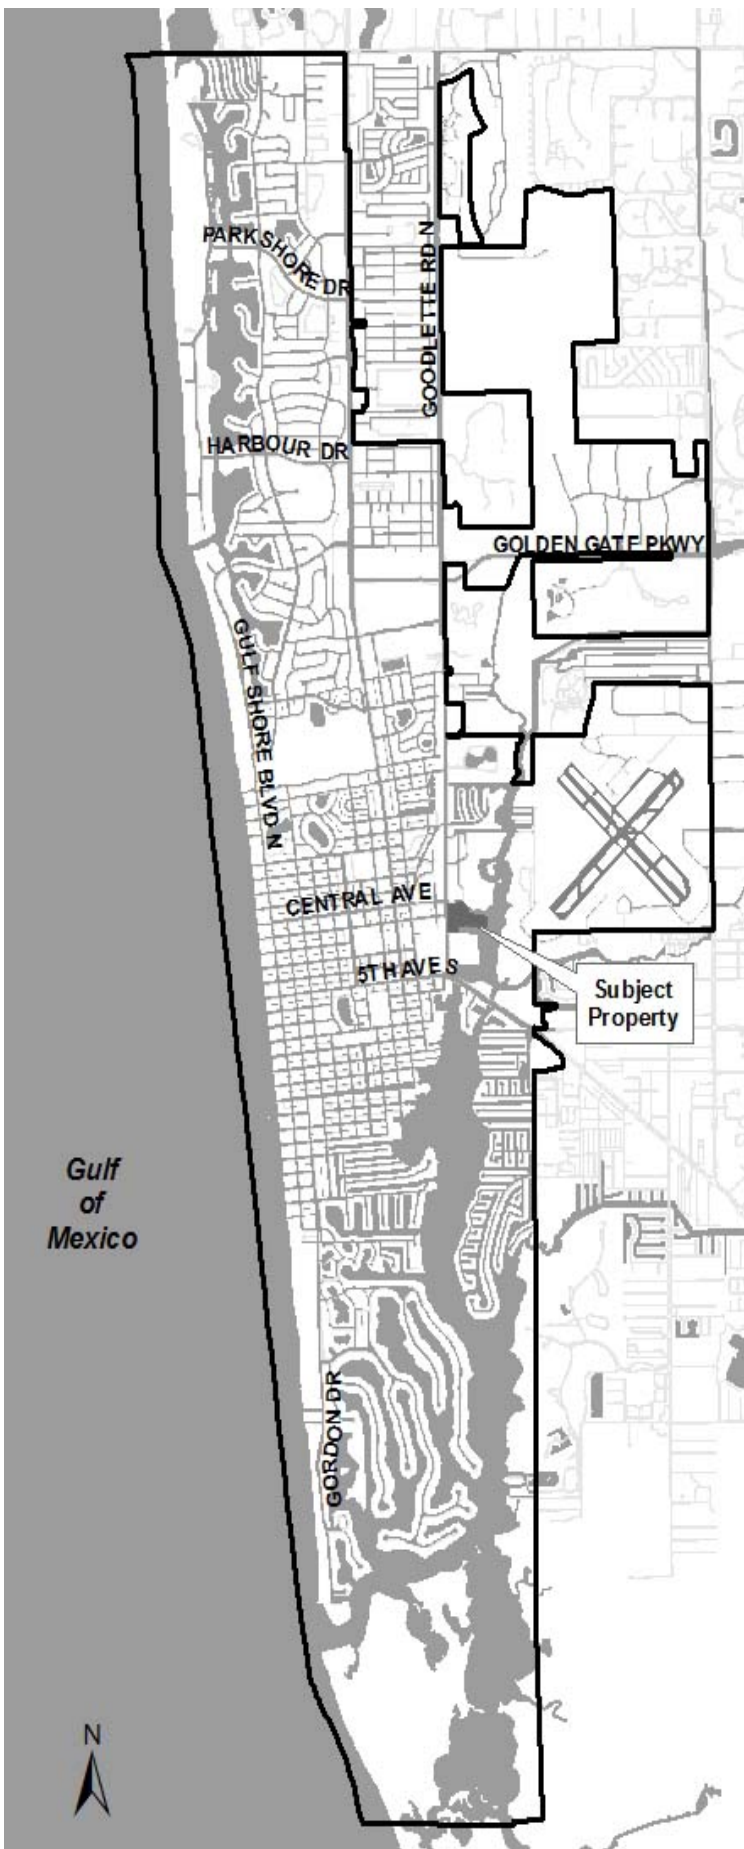 PARK SHORE DR
GOODLETTE RD N
HARBOUR DR
GOLDEN GATE PKWY
GULF SHORE BLVD N
CENTRAL AVE
5TH AVE S
Subject
Property
Gulf
of
Mexico
GORDON DR
N